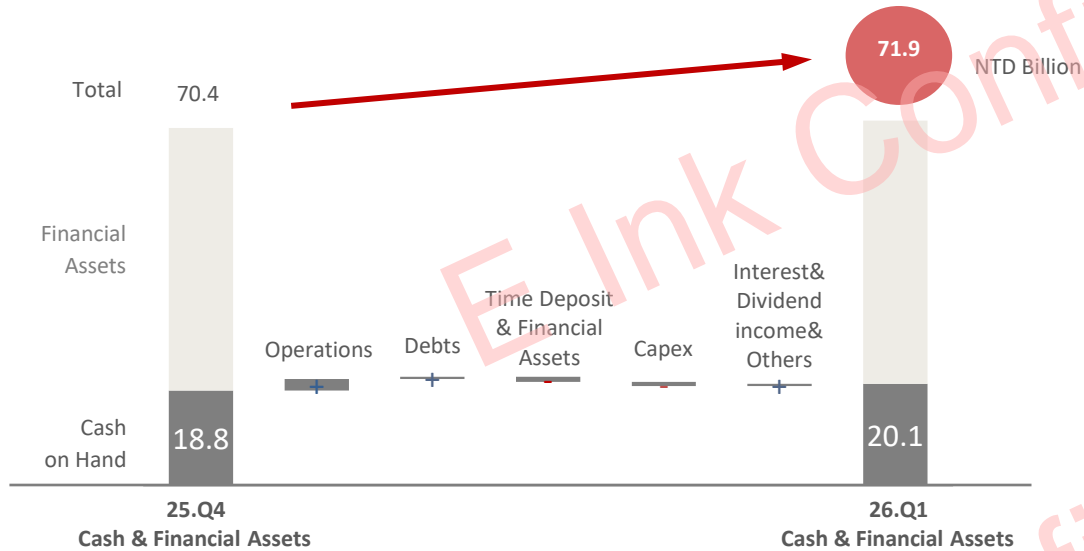 Total
70.4
71.9
NTD Billion
Financial
Assets
Operations
+
Debts
+
Time Deposit
& Financial
Assets
-
Capex
-
Interest&
Dividend
income&
Others
+
Cash
on Hand
18.8
20.1
25.Q4
Cash & Financial Assets
26.Q1
Cash & Financial Assets
E Ink Conf